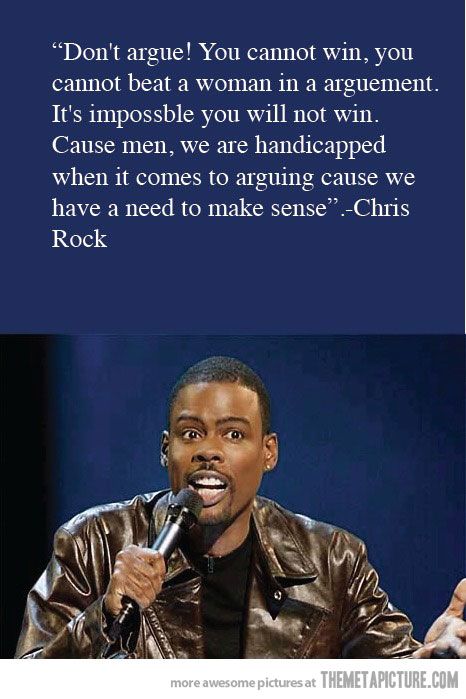 “Don't argue! You cannot win, you
cannot beat a woman in a arguement.
It's impossble you will not win.
Cause men, we are handicapped
when it comes to arguing cause we
have a need to make sense”.-Chris
Rock
more awesome pictures at THEMETAPICTURE.COM